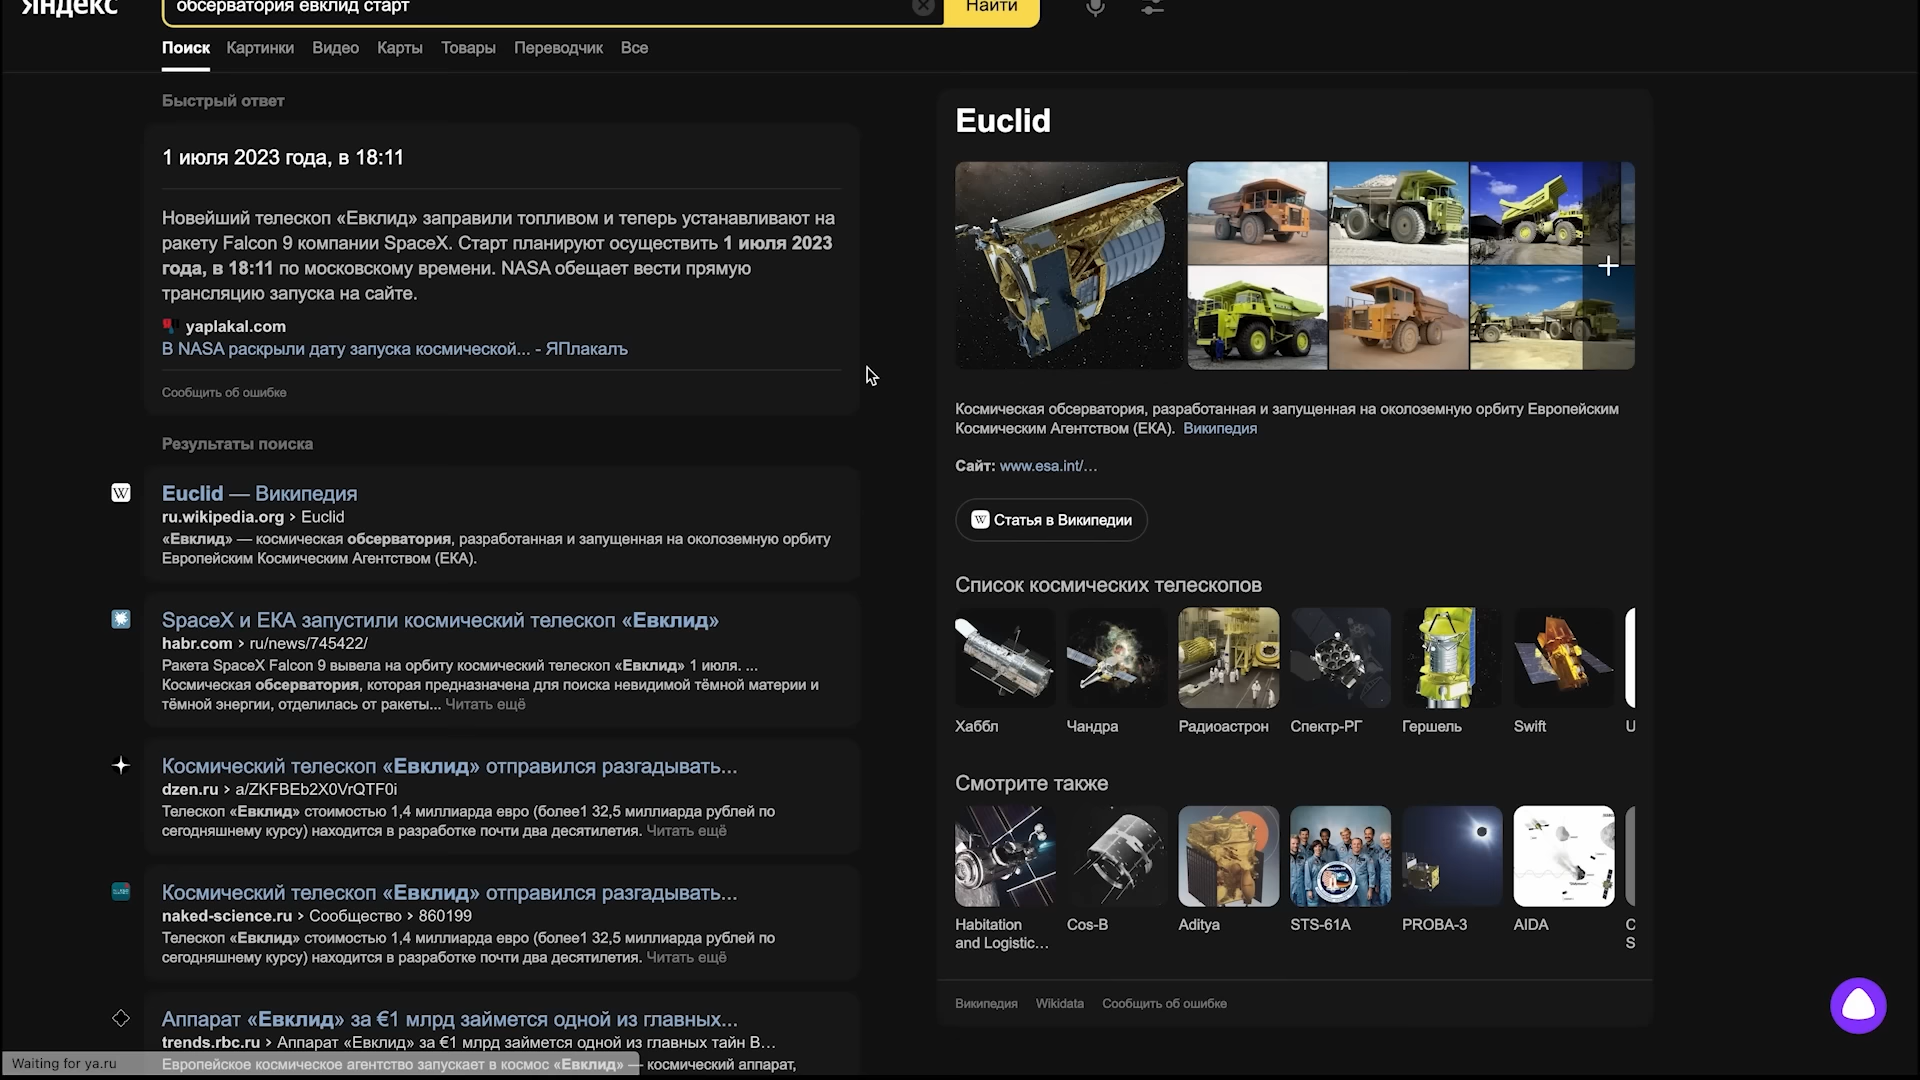 Яндекс
обсерватория евклид старт
Найти
Поиск Картинки Видео Карты Товары Переводчик Все
Быстрый ответ
1 июля 2023 года, в 18:11
Новейший телескоп «Евклид» заправили топливом и теперь устанавливают на
ракету Falcon 9 компании SpaceX. Старт планируют осуществить 1 июля 2023
года, в 18:11 по московскому времени. NASA обещает вести прямую
трансляцию запуска на сайте.
yaplakal.com
В NASA раскрыли дату запуска космической... - ЯПлакалъ
Сообщить об ошибке
Результаты поиска
Euclid — Википедия
ru.wikipedia.org › Euclid
«Евклид» — космическая обсерватория, разработанная и запущенная на околоземную орбиту
Европейским Космическим Агентством (ЕКА).
SpaceX и ЕКА запустили космический телескоп «Евклид»
habr.com › ru/news/745422/
Ракета SpaceX Falcon 9 вывела на орбиту космический телескоп «Евклид» 1 июля. ...
Космическая обсерватория, которая предназначена для поиска невидимой тёмной материи и
тёмной энергии, отделилась от ракеты... Читать ещё
Космический телескоп «Евклид» отправился разгадывать...
dzen.ru › a/ZKFBEb2X0VrQTF0i
Телескоп «Евклид» стоимостью 1,4 миллиарда евро (более1 32,5 миллиарда рублей по
сегодняшнему курсу) находится в разработке почти два десятилетия. Читать ещё
Космический телескоп «Евклид» отправился разгадывать...
naked-science.ru › Сообщество › 860199
Телескоп «Евклид» стоимостью 1,4 миллиарда евро (более1 32,5 миллиарда рублей по
сегодняшнему курсу) находится в разработке почти два десятилетия. Читать ещё
Аппарат «Евклид» за €1 млрд займется одной из главных...
trends.rbc.ru › Аппарат «Евклид» за €1 млрд займется одной из главных тайн В...
Европейское космическое агентство запускает в космос «Евклид» — космический аппарат,
Waiting for ya.ru
Euclid
Космическая обсерватория, разработанная и запущенная на околоземную орбиту Европейским
Космическим Агентством (ЕКА). Википедия
Сайт: www.esa.int/...
W Статья в Википедии
Список космических телескопов
Хаббл Чандра Радиоастрон Спектр-РГ Гершель Swift U
Смотрите также
Habitation Cos-B Aditya STS-61A PROBA-3 AIDA C
and Logistic... S
Википедия Wikidata Сообщить об ошибке